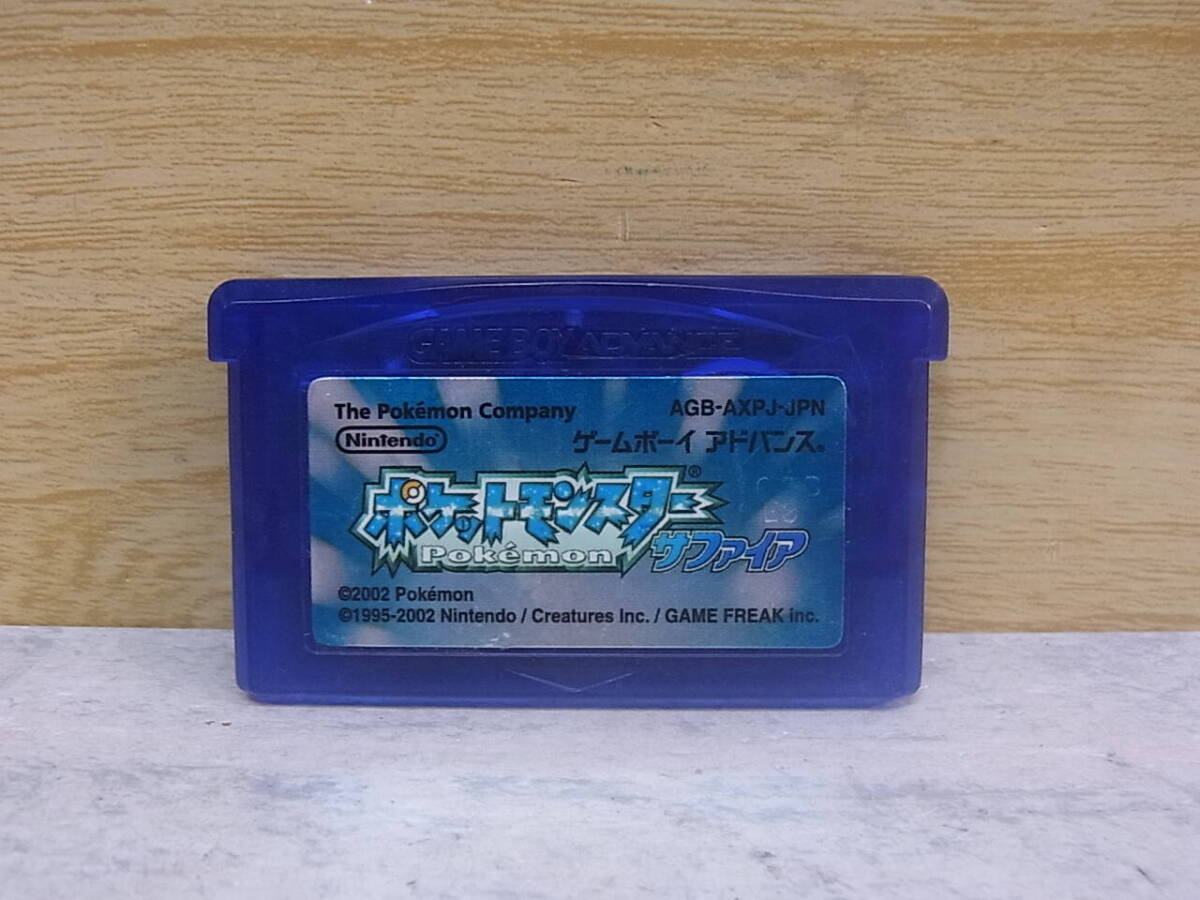 GAME BOY ADVANCE
The Pokémon Company AGB-AXPJ-JPN
Nintendo® ゲームボーイ アドバンス®
ポケットモンスター®
Pokémon サファイア
©2002 Pokémon
©1995-2002 Nintendo / Creatures Inc. / GAME FREAK inc.